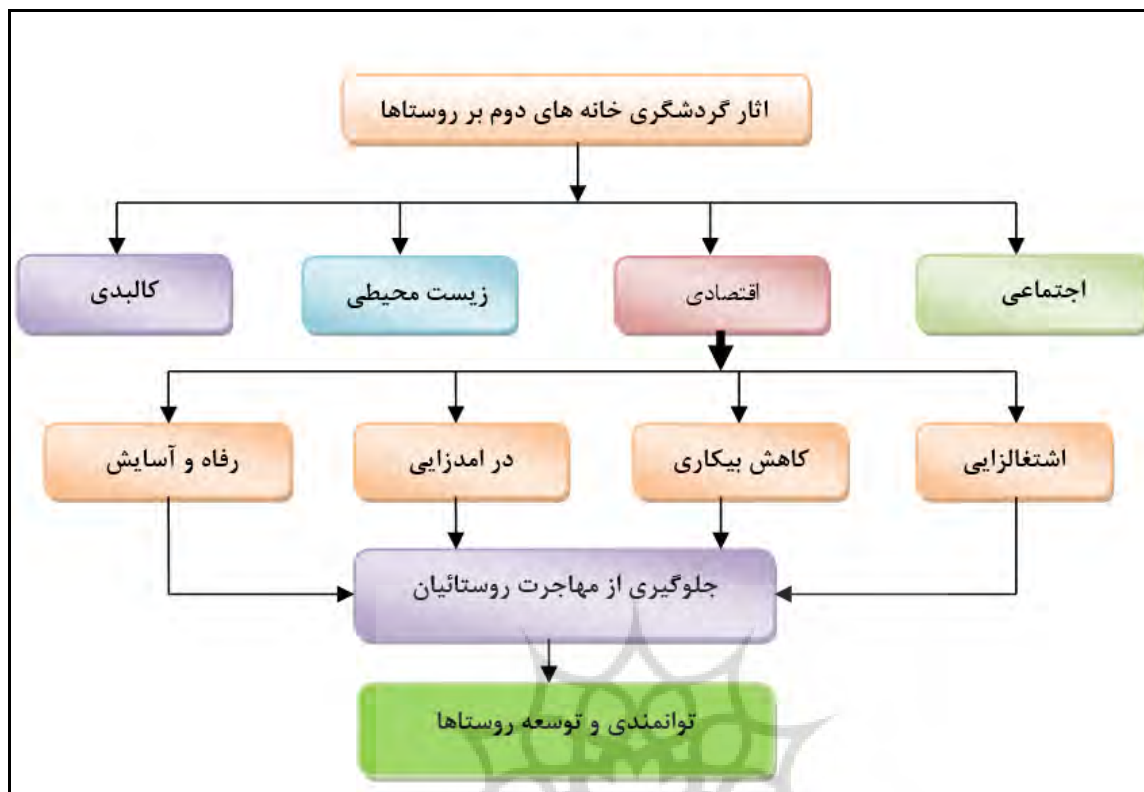 اثار گردشگری خانه های دوم بر روستاها
اجتماعی
اقتصادی
زیست محیطی
کالبدی
اشتغالزایی
کاهش بیکاری
در امدزایی
رفاه و آسایش
جلوگیری از مهاجرت روستائیان
توانمندی و توسعه روستاها